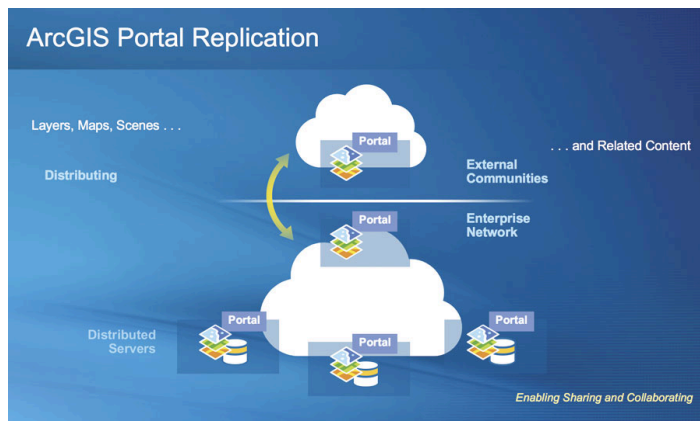 ArcGIS Portal Replication
Layers, Maps, Scenes . . .
Portal
. . . and Related Content
Distributing
External
Communities
Portal
Enterprise
Network
Portal
Portal
Portal
Distributed
Servers
Enabling Sharing and Collaborating